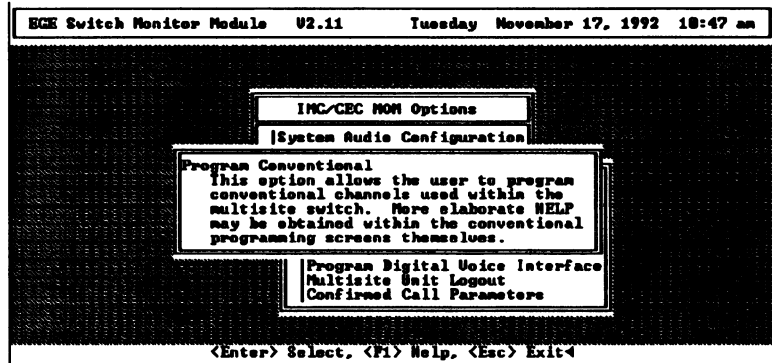 EGE Switch Monitor Module V2.11 Tuesday November 17, 1992 10:47 am
IMC/CEC MOM Options
|System Audio Configuration
Program Conventional
This option allows the user to program
conventional channels used within the
multisite switch. More elaborate HELP
may be obtained within the conventional
programming screens themselves.
|Program Digital Voice Interface
Multisite Unit Logout
|Confirmed Call Parameters
<Enter> Select, <F1> Help, <Esc> Exit◄